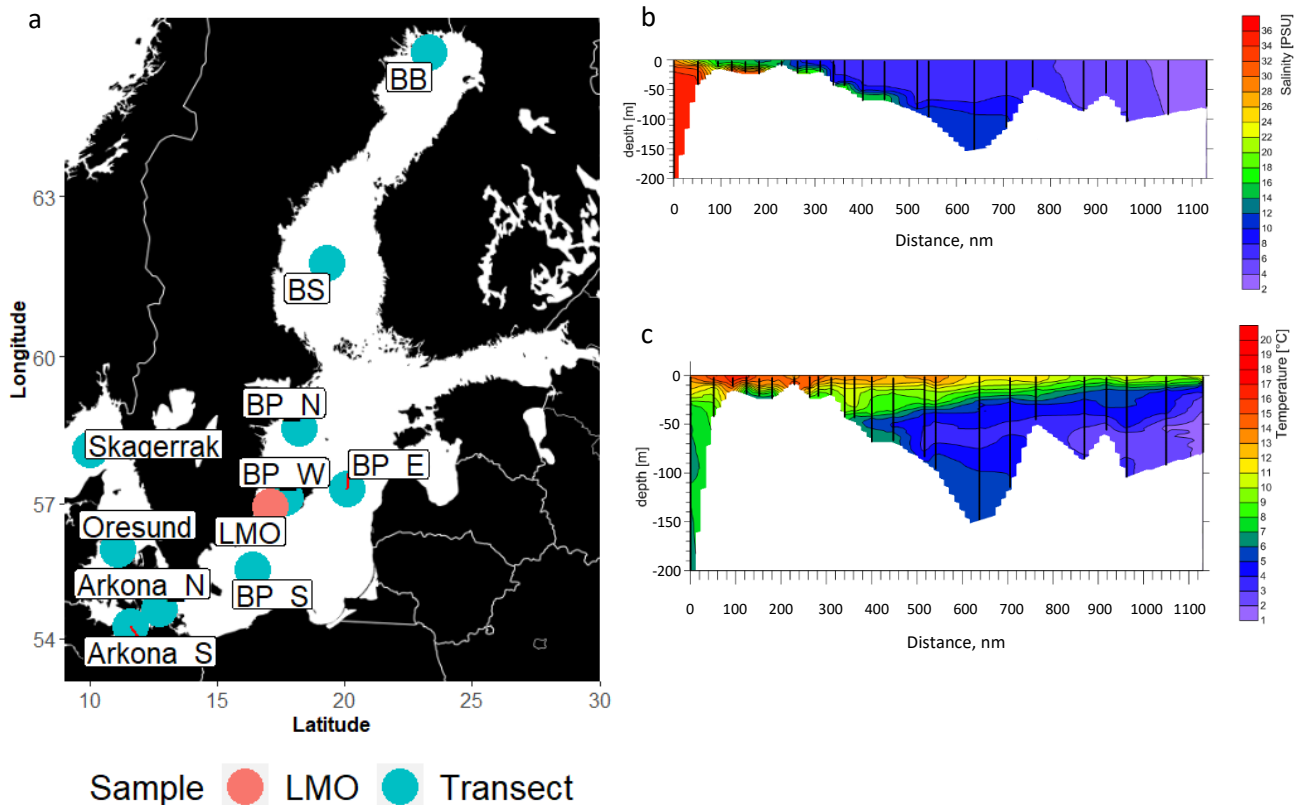 a
BB
BS
BP_N
BP_W
BP_E
Skagerrak
LMO
Oresund
Arkona_N
BP_S
Arkona_S
Longitude
63
60
57
54
10
20
30
Latitude
Sample LMO Transect
b
depth [m]
0
-50
-100
-150
-200
0 100 200 300 400 500 600 700 800 900 1000 1100
Distance, nm
Salinity [PSU]
36
34
32
30
28
26
24
22
20
18
16
14
12
10
8
6
4
2
c
depth [m]
0
-50
-100
-150
-200
0 100 200 300 400 500 600 700 800 900 1000 1100
Distance, nm
Temperature [°C]
20
19
18
17
16
15
14
13
12
11
10
9
8
7
6
5
4
3
2
1